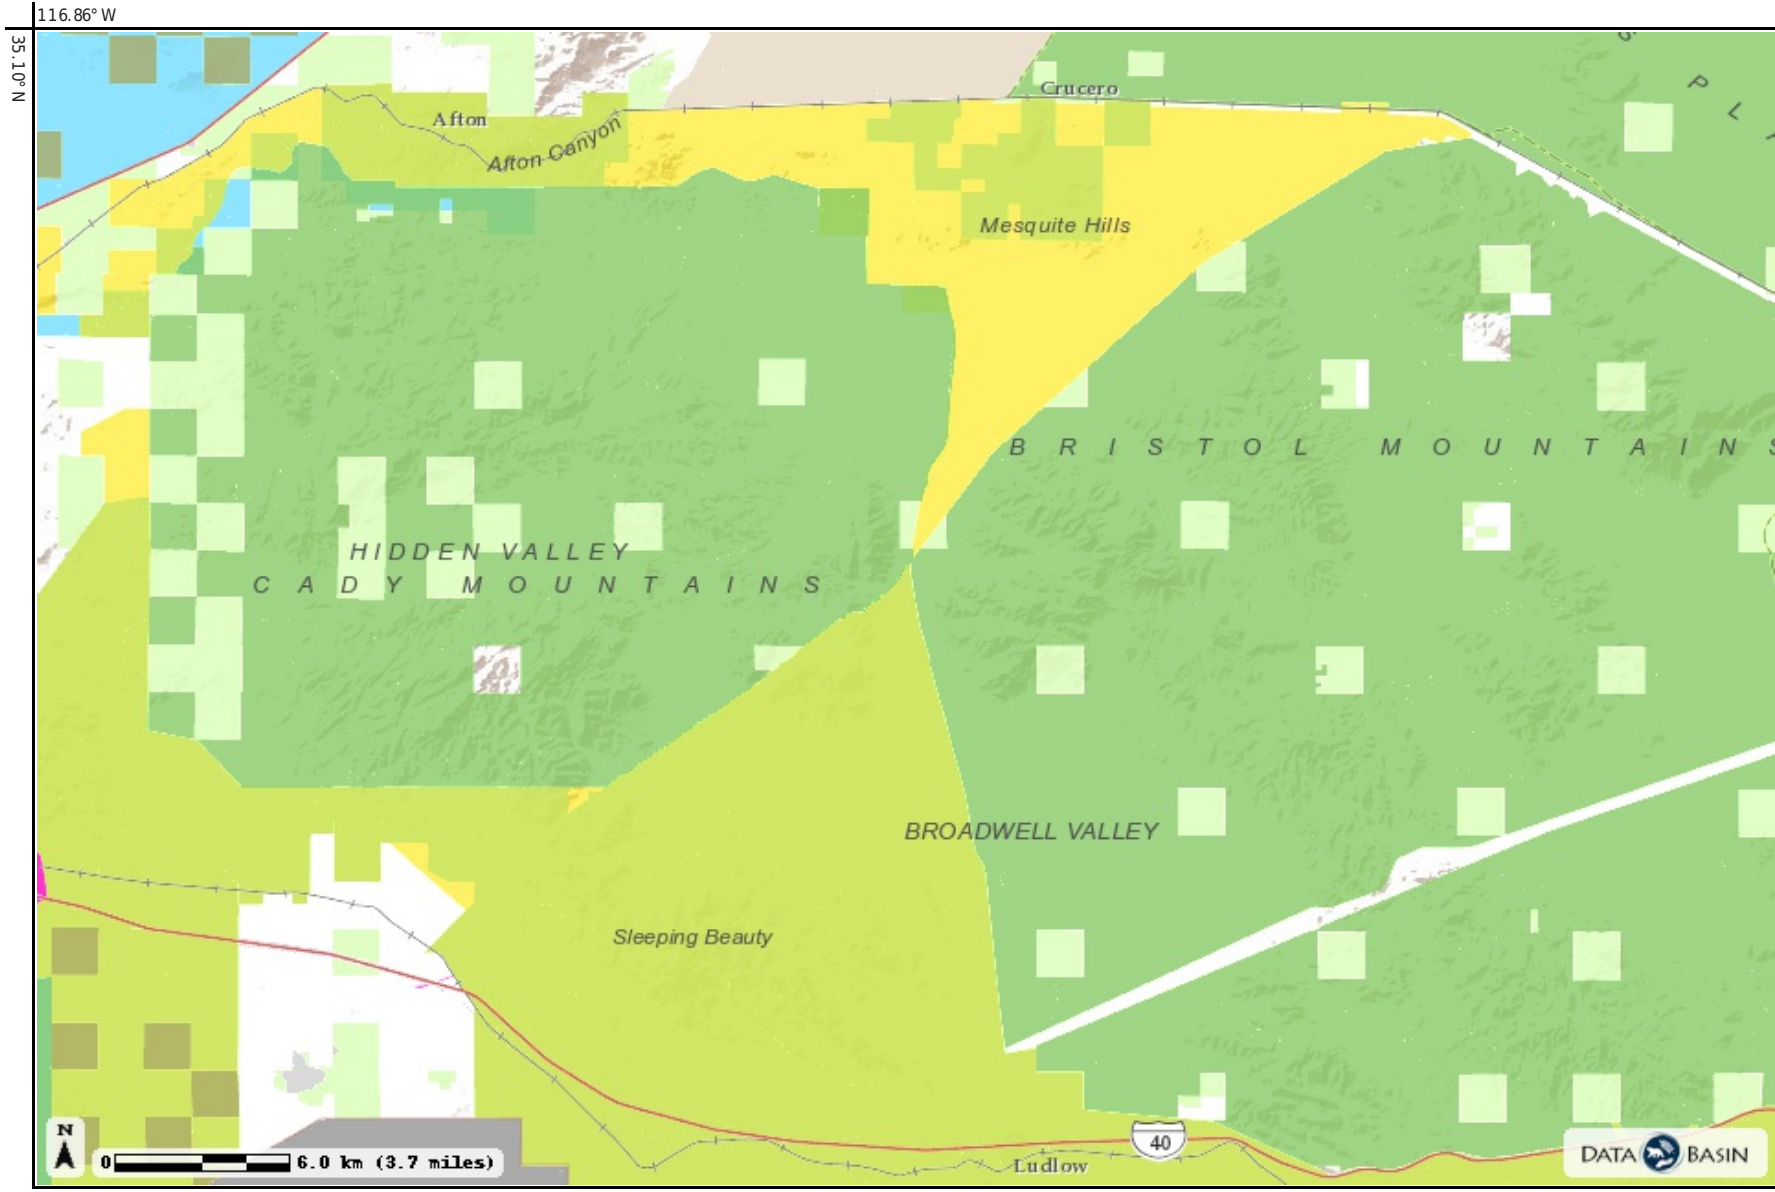 116.86° W
35.10° N
Crucero
P L
Afton
Afton Canyon
Mesquite Hills
BRISTOL MOUNTAINS
HIDDEN VALLEY
CADY MOUNTAINS
BROADWELL VALLEY
Sleeping Beauty
N
0 6.0 km (3.7 miles)
40
Ludlow
DATA BASIN